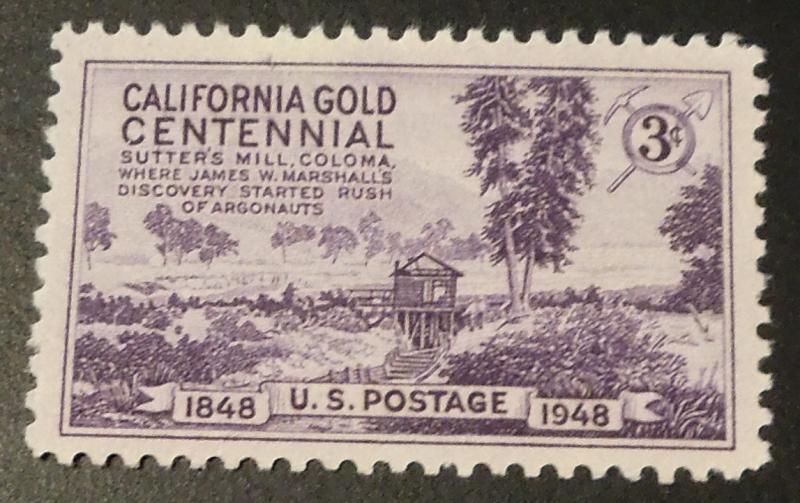 CALIFORNIA GOLD
CENTENNIAL
SUTTER'S MILL, COLOMA,
WHERE JAMES W. MARSHALL'S
DISCOVERY STARTED RUSH
OF ARGONAUTS
3¢
1848 U.S. POSTAGE 1948